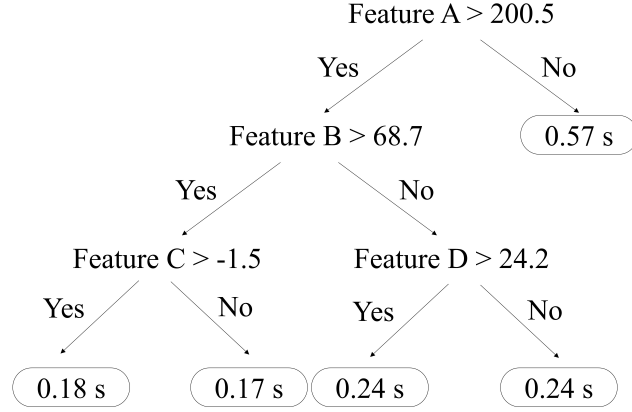 Feature A > 200.5
Yes
No
Feature B > 68.7
0.57 s
Yes
No
Feature C > -1.5
Feature D > 24.2
Yes
No
Yes
No
0.18 s
0.17 s
0.24 s
0.24 s